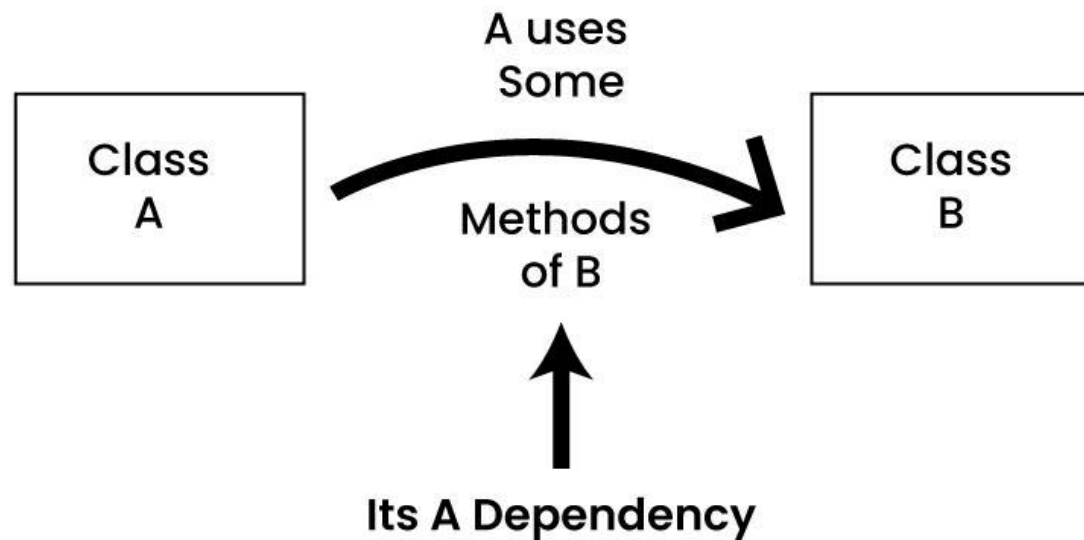 A uses
Some
Class
A
Methods
of B
Class
B
Its A Dependency